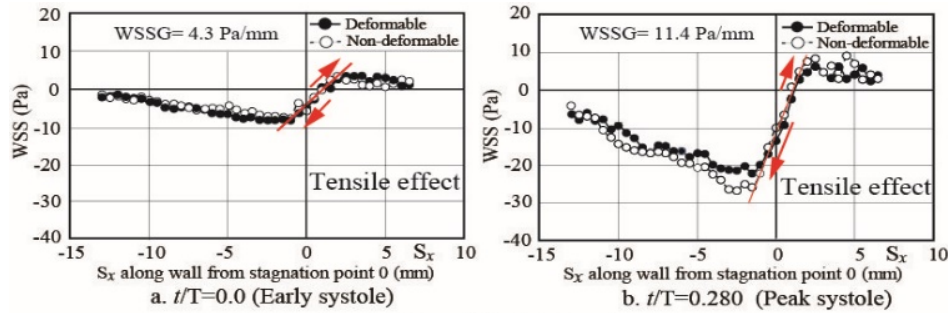 20
10
0
-10
-20
-30
-40
WSS (Pa)
WSSG= 4.3 Pa/mm
Deformable
Non-deformable
Tensile effect
-15
-10
-5
0
5
Sx
10
Sx along wall from stagnation point 0 (mm)
a. t/T=0.0 (Early systole)
20
10
0
-10
-20
-30
-40
WSS (Pa)
WSSG= 11.4 Pa/mm
Deformable
Non-deformable
Tensile effect
-15
-10
-5
0
5
Sx
10
Sx along wall from stagnation point 0 (mm)
b. t/T=0.280 (Peak systole)